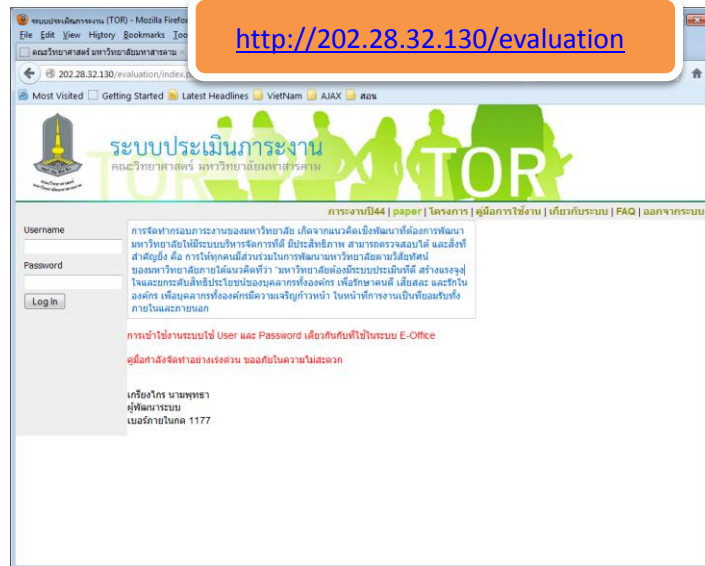 ระบบประเมินภาระงาน (TOR) - Mozilla Firefox
http://202.28.32.130/evaluation
File Edit View History Bookmarks Too
คณะวิทยาศาสตร์ มหาวิทยาลัยมหาสารคาม
202.28.32.130/evaluation/index.p
Most Visited Getting Started Latest Headlines VietNam AJAX สอน
ระบบประเมินภาระงาน
คณะวิทยาศาสตร์ มหาวิทยาลัยมหาสารคาม
TOR
TOR
ภาระงานปี44 | paper | โครงการ | คู่มือการใช้งาน | เกี่ยวกับระบบ | FAQ | ออกจากระบบ
Username
Password
Log In
การจัดทำกรอบภาระงานของมหาวิทยาลัย เกิดจากแนวคิดเชิงพัฒนาที่ต้องการพัฒนา
มหาวิทยาลัยให้มีระบบบริหารจัดการที่ดี มีประสิทธิภาพ สามารถตรวจสอบได้ และสิ่งที่
สำคัญยิ่ง คือ การให้ทุกคนมีส่วนร่วมในการพัฒนามหาวิทยาลัยตามวิสัยทัศน์
ของมหาวิทยาลัยภายใต้แนวคิดที่ว่า "มหาวิทยาลัยต้องมีระบบประเมินที่ดี สร้างแรงจูง
ใจและยกระดับสิทธิประโยชน์ของบุคลากรทั้งองค์กร เพื่อรักษาคนดี เสียสละ และรักใน
องค์กร เพื่อบุคลากรทั้งองค์กรมีความเจริญก้าวหน้า ในหน้าที่การงานเป็นที่ยอมรับทั้ง
ภายในและภายนอก
การเข้าใช้งานระบบใช้ User และ Password เดียวกันกับที่ใช้ในระบบ E-Office
คู่มือกำลังจัดทำอย่างเร่งด่วน ขออภัยในความไม่สะดวก
เกรียงไกร นามพุทธา
ผู้พัฒนาระบบ
เบอร์ภายในกด 1177